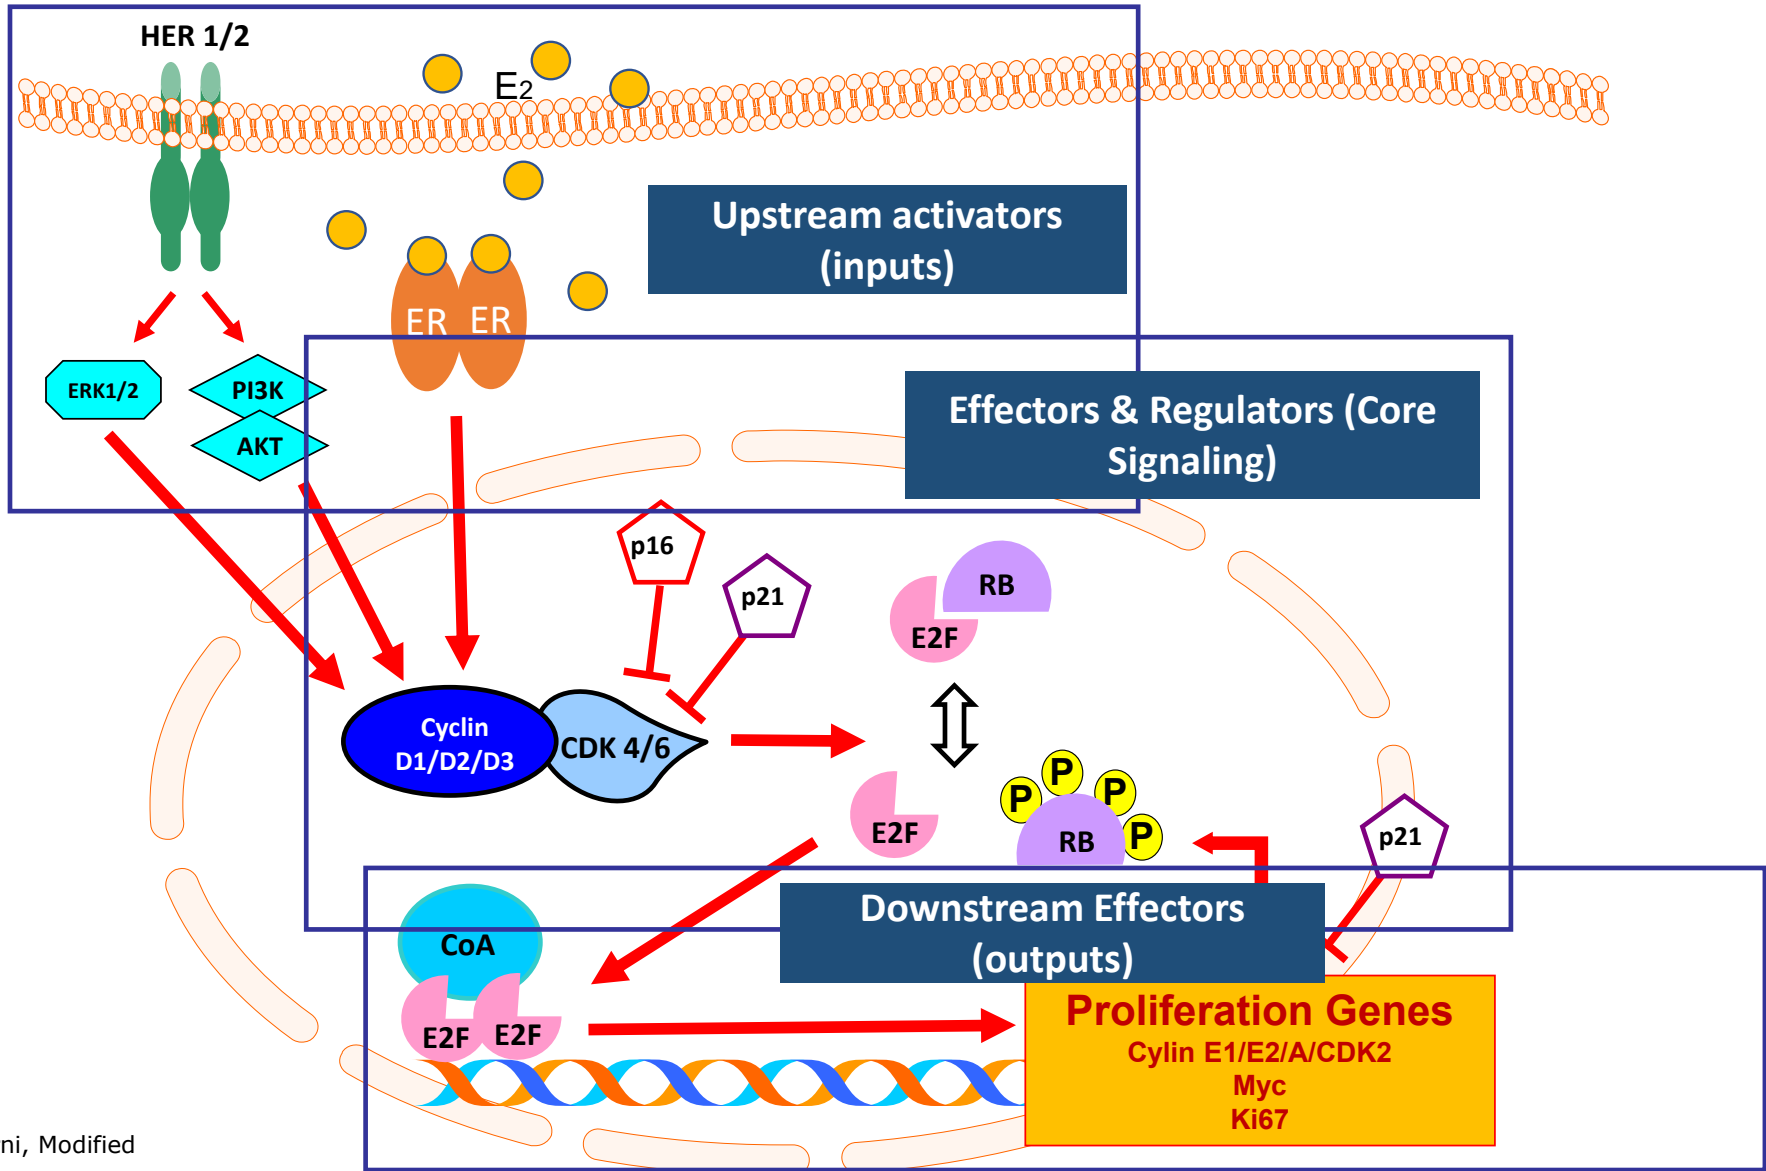 HER 1/2
E2
Upstream activators
(inputs)
ER ER
ERK1/2
PI3K
AKT
Effectors & Regulators (Core
Signaling)
p16
p21
RB
E2F
Cyclin
D1/D2/D3
CDK 4/6
P
P
P
P
E2F
RB
p21
Downstream Effectors
(outputs)
CoA
E2F
E2F
Proliferation Genes
Cylin E1/E2/A/CDK2
Myc
Ki67
ni, Modified